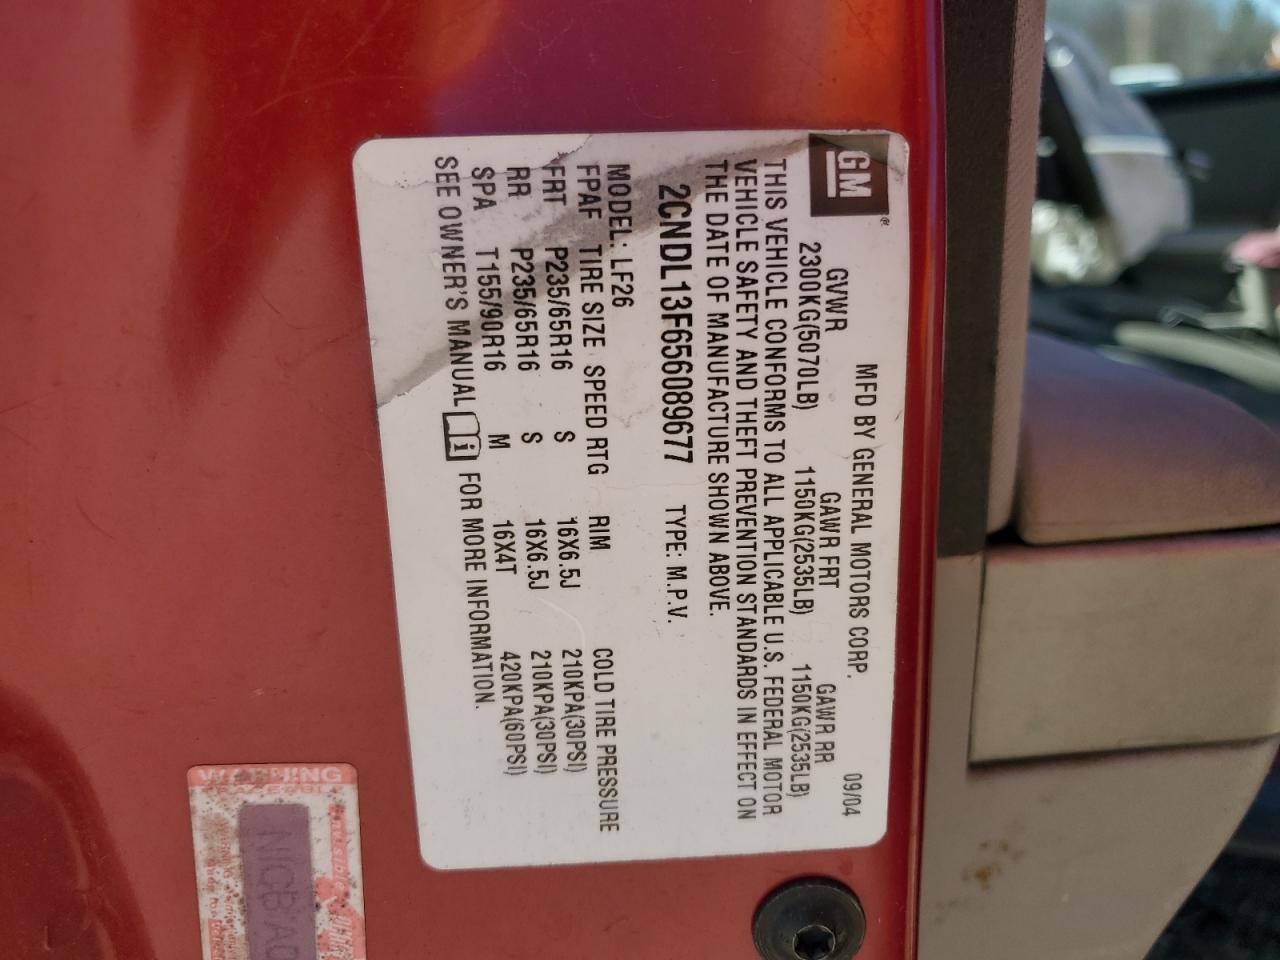 GM®
MFD BY GENERAL MOTORS CORP. 09/04
GVWR GAWR FRT GAWR RR
2300KG(5070LB) 1150KG(2535LB) 1150KG(2535LB)
THIS VEHICLE CONFORMS TO ALL APPLICABLE U.S. FEDERAL MOTOR
VEHICLE SAFETY AND THEFT PREVENTION STANDARDS IN EFFECT ON
THE DATE OF MANUFACTURE SHOWN ABOVE.
2CNDL13F656089677 TYPE: M.P.V.
MODEL: LF26
FPAF TIRE SIZE SPEED RTG RIM COLD TIRE PRESSURE
FRT P235/65R16 S 16X6.5J 210KPA(30PSI)
RR P235/65R16 S 16X6.5J 210KPA(30PSI)
SPA T155/90R16 M 16X4T 420KPA(60PSI)
SEE OWNER'S MANUAL i FOR MORE INFORMATION.
WARNING